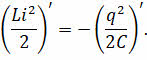 (Li²/2)′ = −(q²/2C)′.